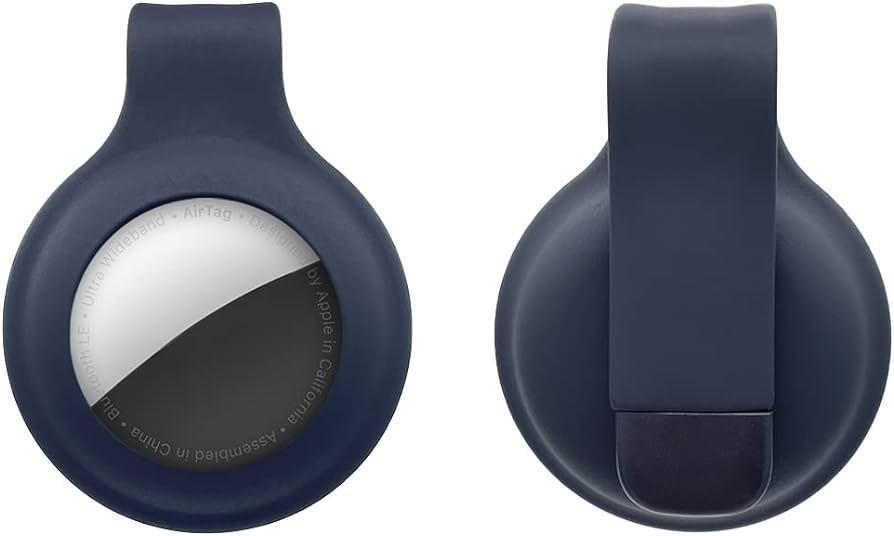 Bluetooth LE • Ultra Wideband • AirTag • Designed by Apple in California • Assembled in China •